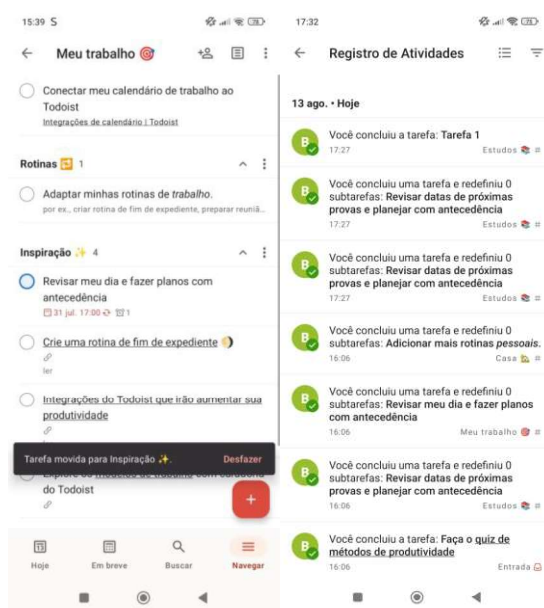 15:39 S
Meu trabalho 🎯
Conectar meu calendário de trabalho ao
Todoist
Integrações de calendário | Todoist
Rotinas 🔁 1
Adaptar minhas rotinas de trabalho.
por ex., criar rotina de fim de expediente, preparar reuniã...
Inspiração ✨ 4
Revisar meu dia e fazer planos com
antecedência
31 jul. 17:00 1
Crie uma rotina de fim de expediente 🌖
ler
Integrações do Todoist que irão aumentar sua
produtividade
Tarefa movida para Inspiração ✨.
Desfazer
do Todoist
Hoje
Em breve
Buscar
Navegar
17:32
Registro de Atividades
13 ago. • Hoje
B
Você concluiu a tarefa: Tarefa 1
17:27
Estudos 📚 #
B
Você concluiu uma tarefa e redefiniu 0
subtarefas: Revisar datas de próximas
provas e planejar com antecedência
17:27
Estudos 📚 #
B
Você concluiu uma tarefa e redefiniu 0
subtarefas: Revisar datas de próximas
provas e planejar com antecedência
17:27
Estudos 📚 #
B
Você concluiu uma tarefa e redefiniu 0
subtarefas: Adicionar mais rotinas pessoais.
16:06
Casa 🏡 #
B
Você concluiu uma tarefa e redefiniu 0
subtarefas: Revisar meu dia e fazer planos
com antecedência
16:06
Meu trabalho 🎯 #
B
Você concluiu uma tarefa e redefiniu 0
subtarefas: Revisar datas de próximas
provas e planejar com antecedência
16:06
Estudos 📚 #
B
Você concluiu a tarefa: Faça o quiz de
métodos de produtividade
16:06
Entrada